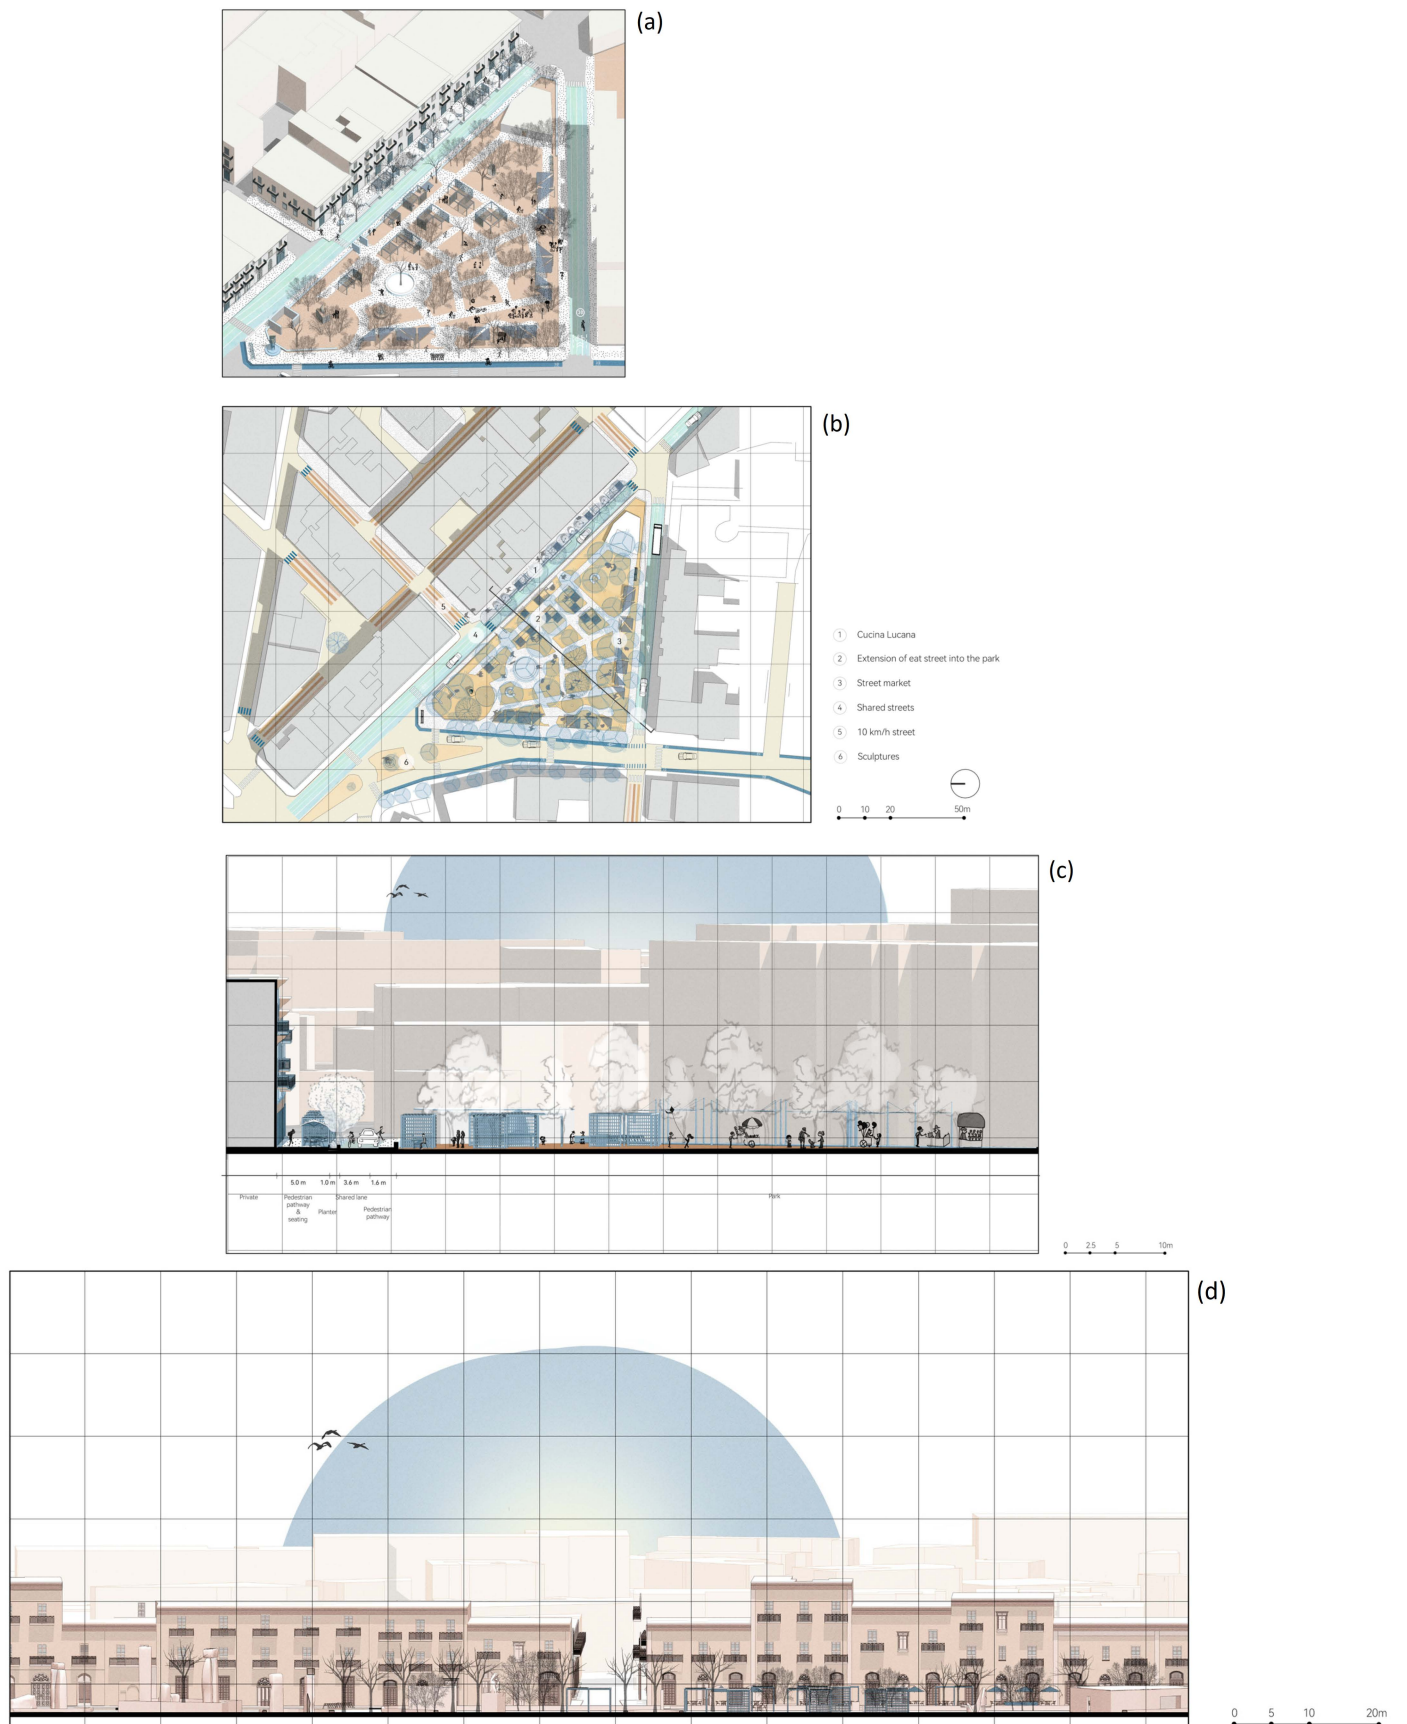 (a)
(b)
1
2
3
4
5
6
1 Cucina Lucana
2 Extension of eat street into the park
3 Street market
4 Shared streets
5 10 km/h street
6 Sculptures
0 10 20 50m
(c)
5.0 m 1.0 m 3.6 m 1.6 m
Private Pedestrian pathway & seating Planter Shared lane Pedestrian pathway Park
0 2.5 5 10m
(d)
0 5 10 20m